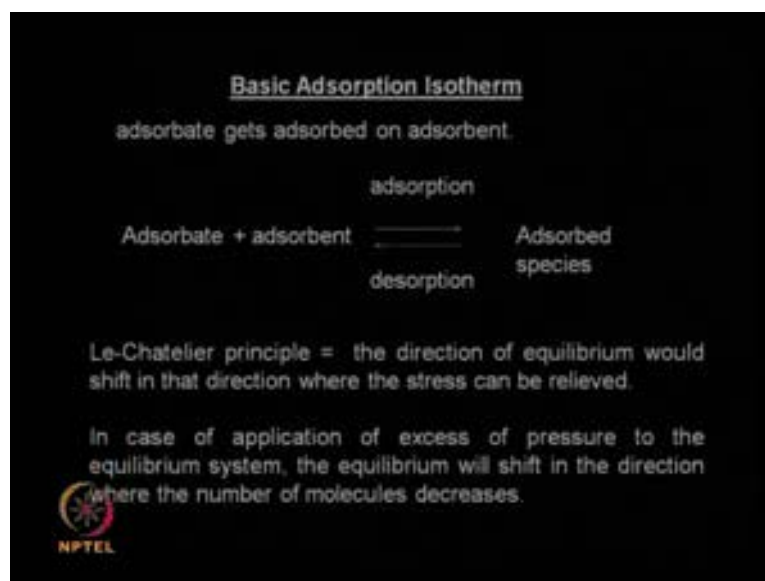 Basic Adsorption Isotherm
adsorbate gets adsorbed on adsorbent.
adsorption
Adsorbate + adsorbent
Adsorbed
species
desorption
Le-Chatelier principle = the direction of equilibrium would
shift in that direction where the stress can be relieved.
In case of application of excess of pressure to the
equilibrium system, the equilibrium will shift in the direction
where the number of molecules decreases.
NPTEL